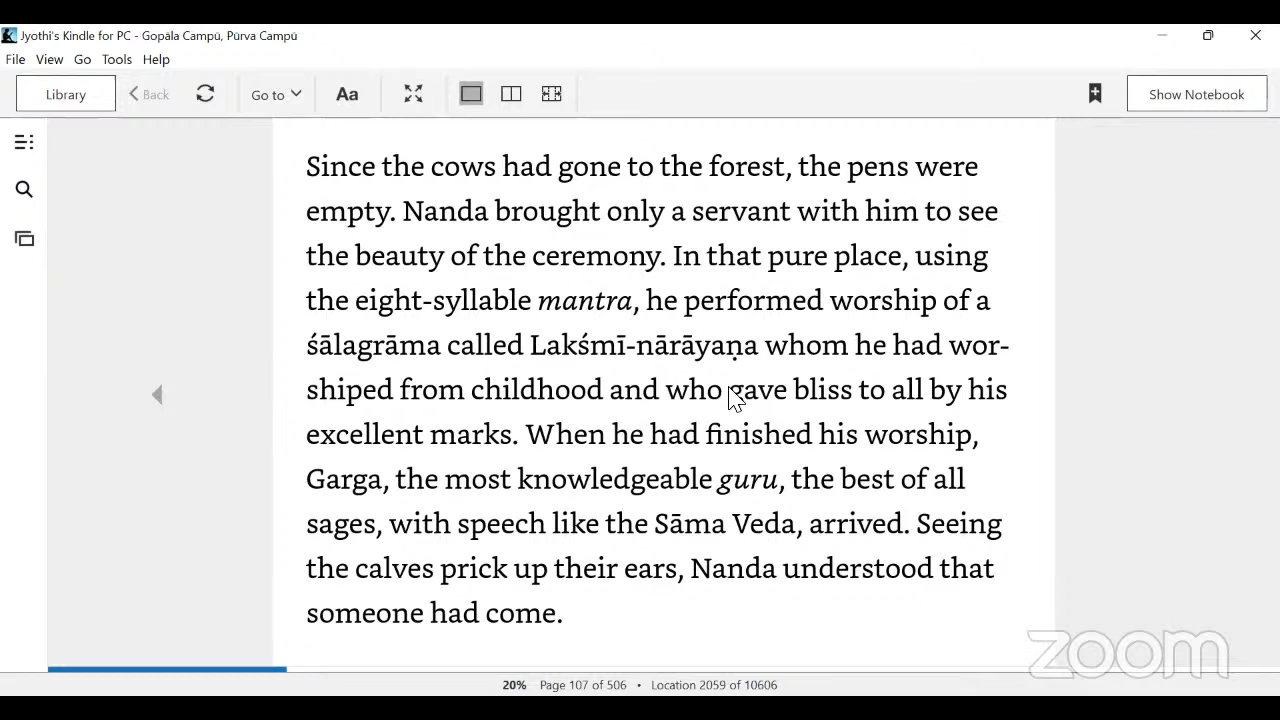 Jyothi's Kindle for PC - Gopāla Campū, Pūrva Campū
File View Go Tools Help
Library Back Go to Aa Show Notebook
Since the cows had gone to the forest, the pens were
empty. Nanda brought only a servant with him to see
the beauty of the ceremony. In that pure place, using
the eight-syllable mantra, he performed worship of a
śālagrāma called Lakśmī-nārāyaṇa whom he had wor-
shiped from childhood and who gave bliss to all by his
excellent marks. When he had finished his worship,
Garga, the most knowledgeable guru, the best of all
sages, with speech like the Sāma Veda, arrived. Seeing
the calves prick up their ears, Nanda understood that
someone had come.
zoom
20% Page 107 of 506 • Location 2059 of 10606